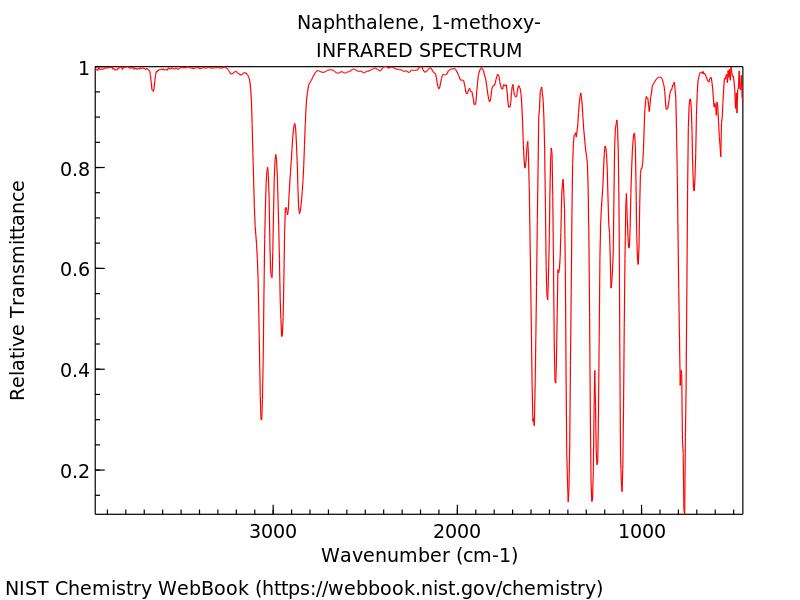 Naphthalene, 1-methoxy-
INFRARED SPECTRUM
1
0.8
0.6
0.4
0.2
Relative Transmittance
3000 2000 1000
Wavenumber (cm-1)
NIST Chemistry WebBook (https://webbook.nist.gov/chemistry)